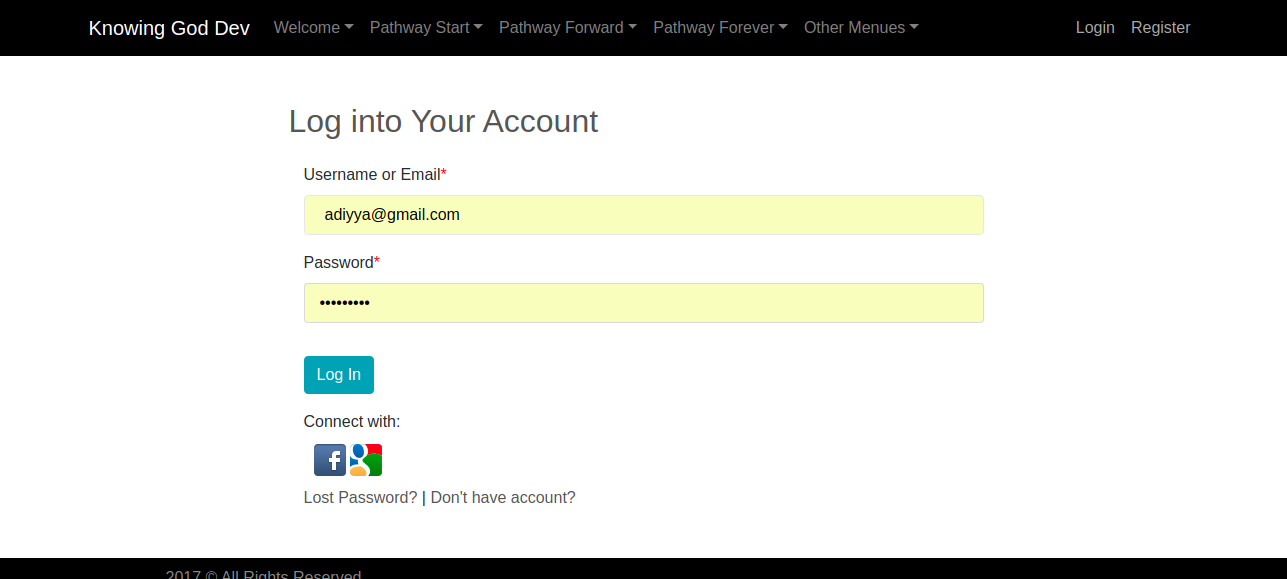 Knowing God Dev Welcome Pathway Start Pathway Forward Pathway Forever Other Menues Login Register
Log into Your Account
Username or Email*
adiyya@gmail.com
Password*
•••••••••
Log In
Connect with:
f g
Lost Password? | Don't have account?
2017 © All Rights Reserved